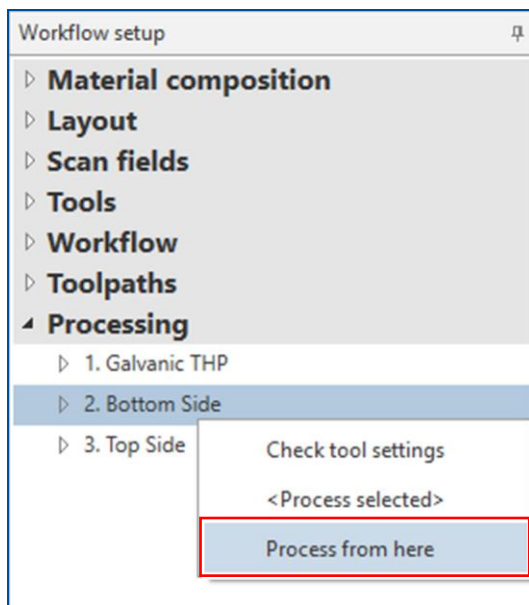 Workflow setup
Material composition
Layout
Scan fields
Tools
Workflow
Toolpaths
Processing
1. Galvanic THP
2. Bottom Side
3. Top Side
Check tool settings
<Process selected>
Process from here